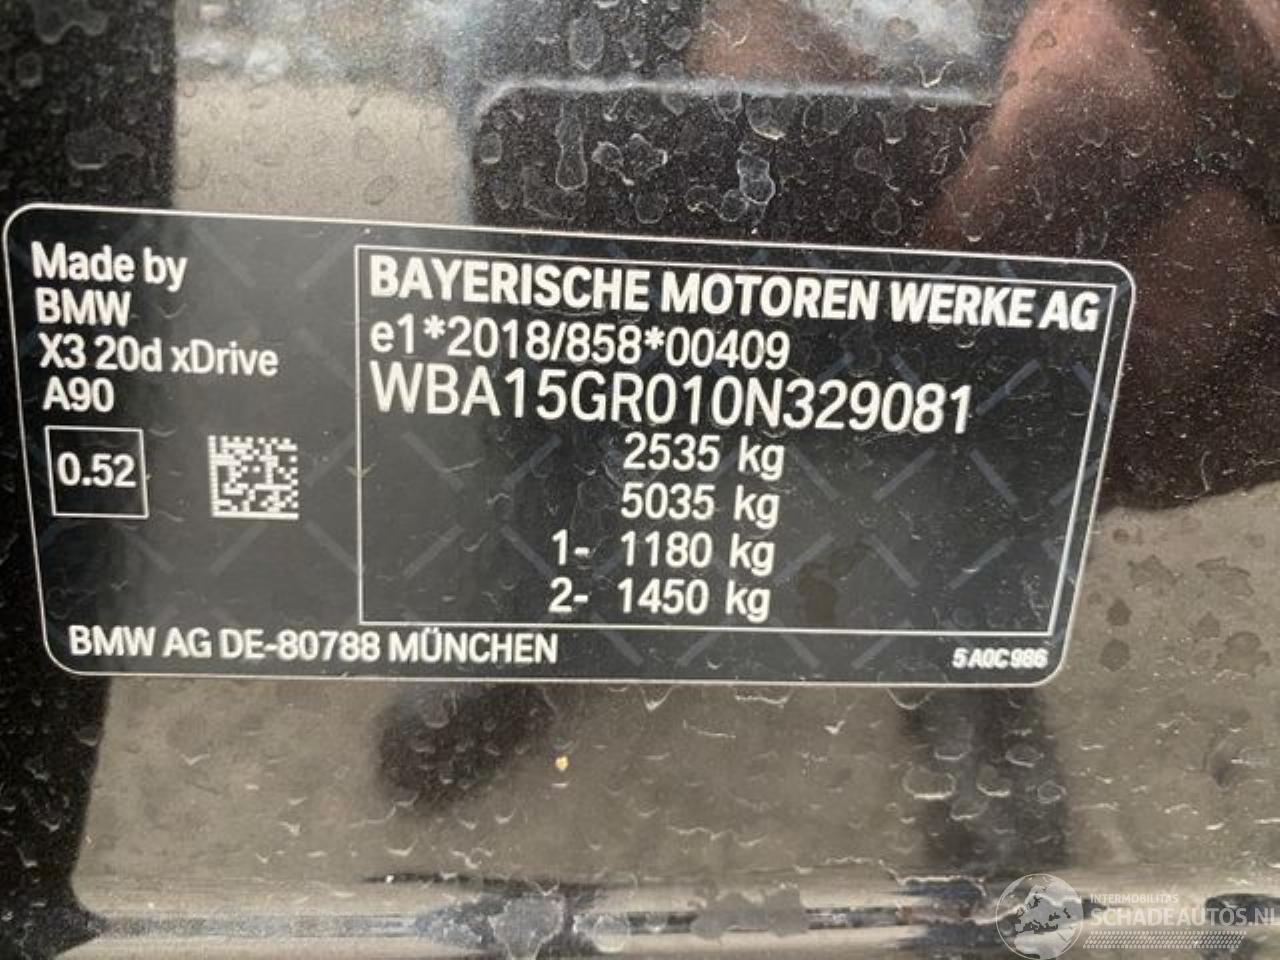 Made by
BMW
X3 20d xDrive
A90
0.52
BAYERISCHE MOTOREN WERKE AG
e1*2018/858*00409
WBA15GR010N329081
2535 kg
5035 kg
1- 1180 kg
2- 1450 kg
BMW AG DE-80788 MÜNCHEN
5A0C986
INTERMOBILITAS
SCHADEAUTOS.NL